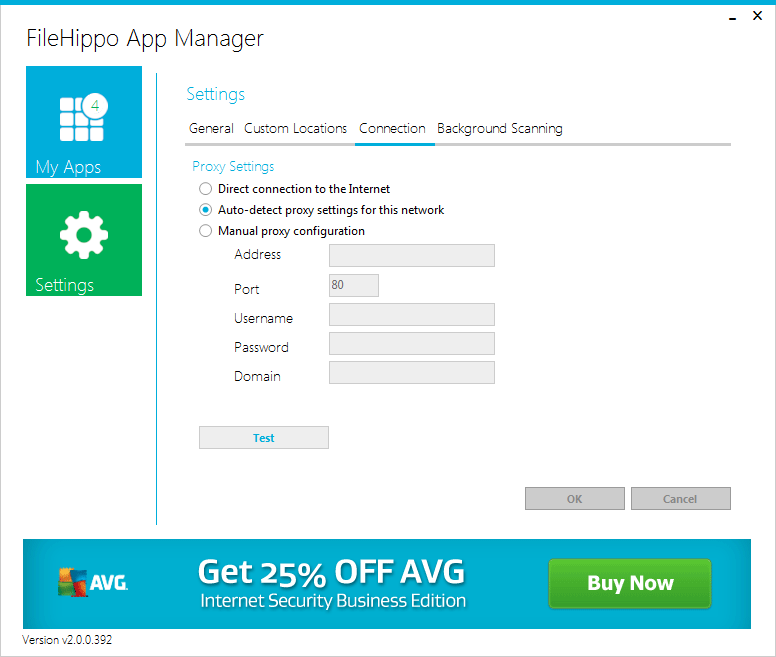 FileHippo App Manager
4
My Apps
Settings
Settings
General Custom Locations Connection Background Scanning
Proxy Settings
Direct connection to the Internet
Auto-detect proxy settings for this network
Manual proxy configuration
Address
Port 80
Username
Password
Domain
Test
OK Cancel
AVG.
Get 25% OFF AVG
Internet Security Business Edition
Buy Now
Version v2.0.0.392